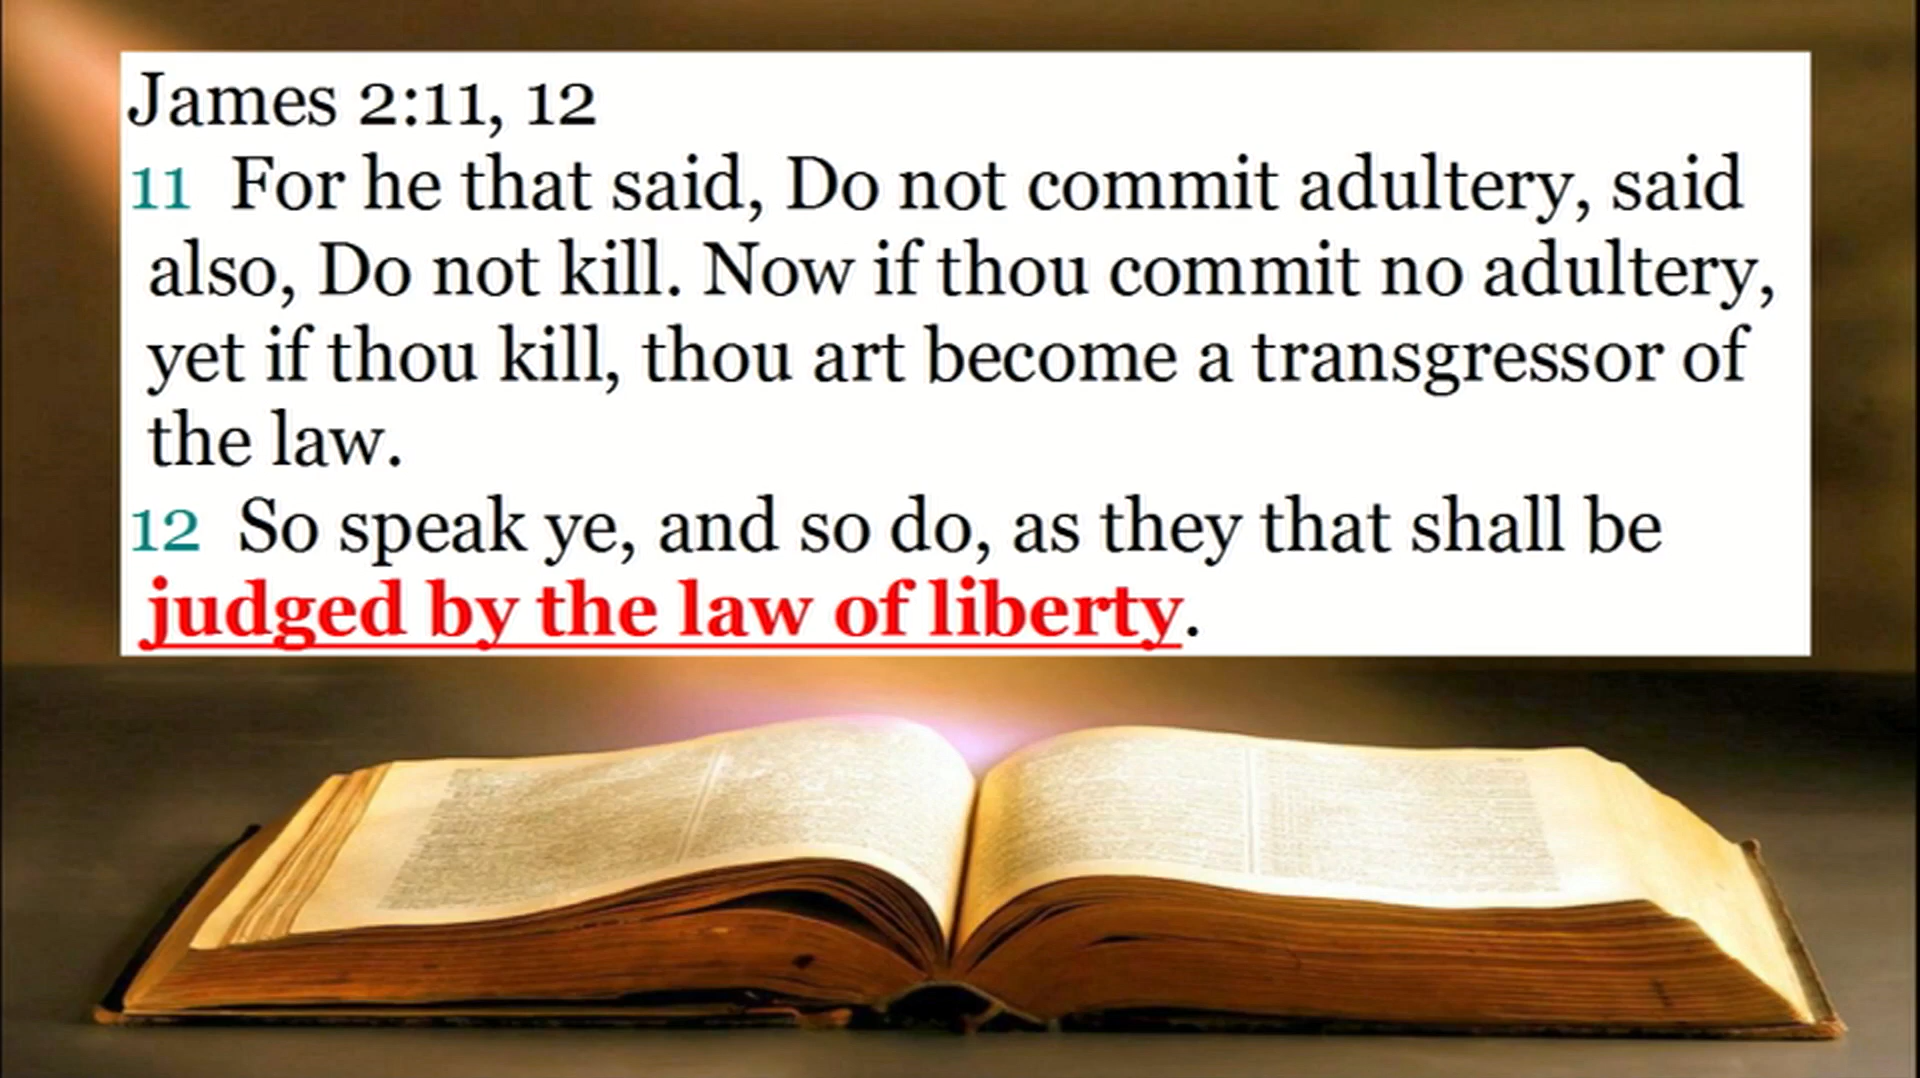 James 2:11, 12
11 For he that said, Do not commit adultery, said
also, Do not kill. Now if thou commit no adultery,
yet if thou kill, thou art become a transgressor of
the law.
12 So speak ye, and so do, as they that shall be
judged by the law of liberty.